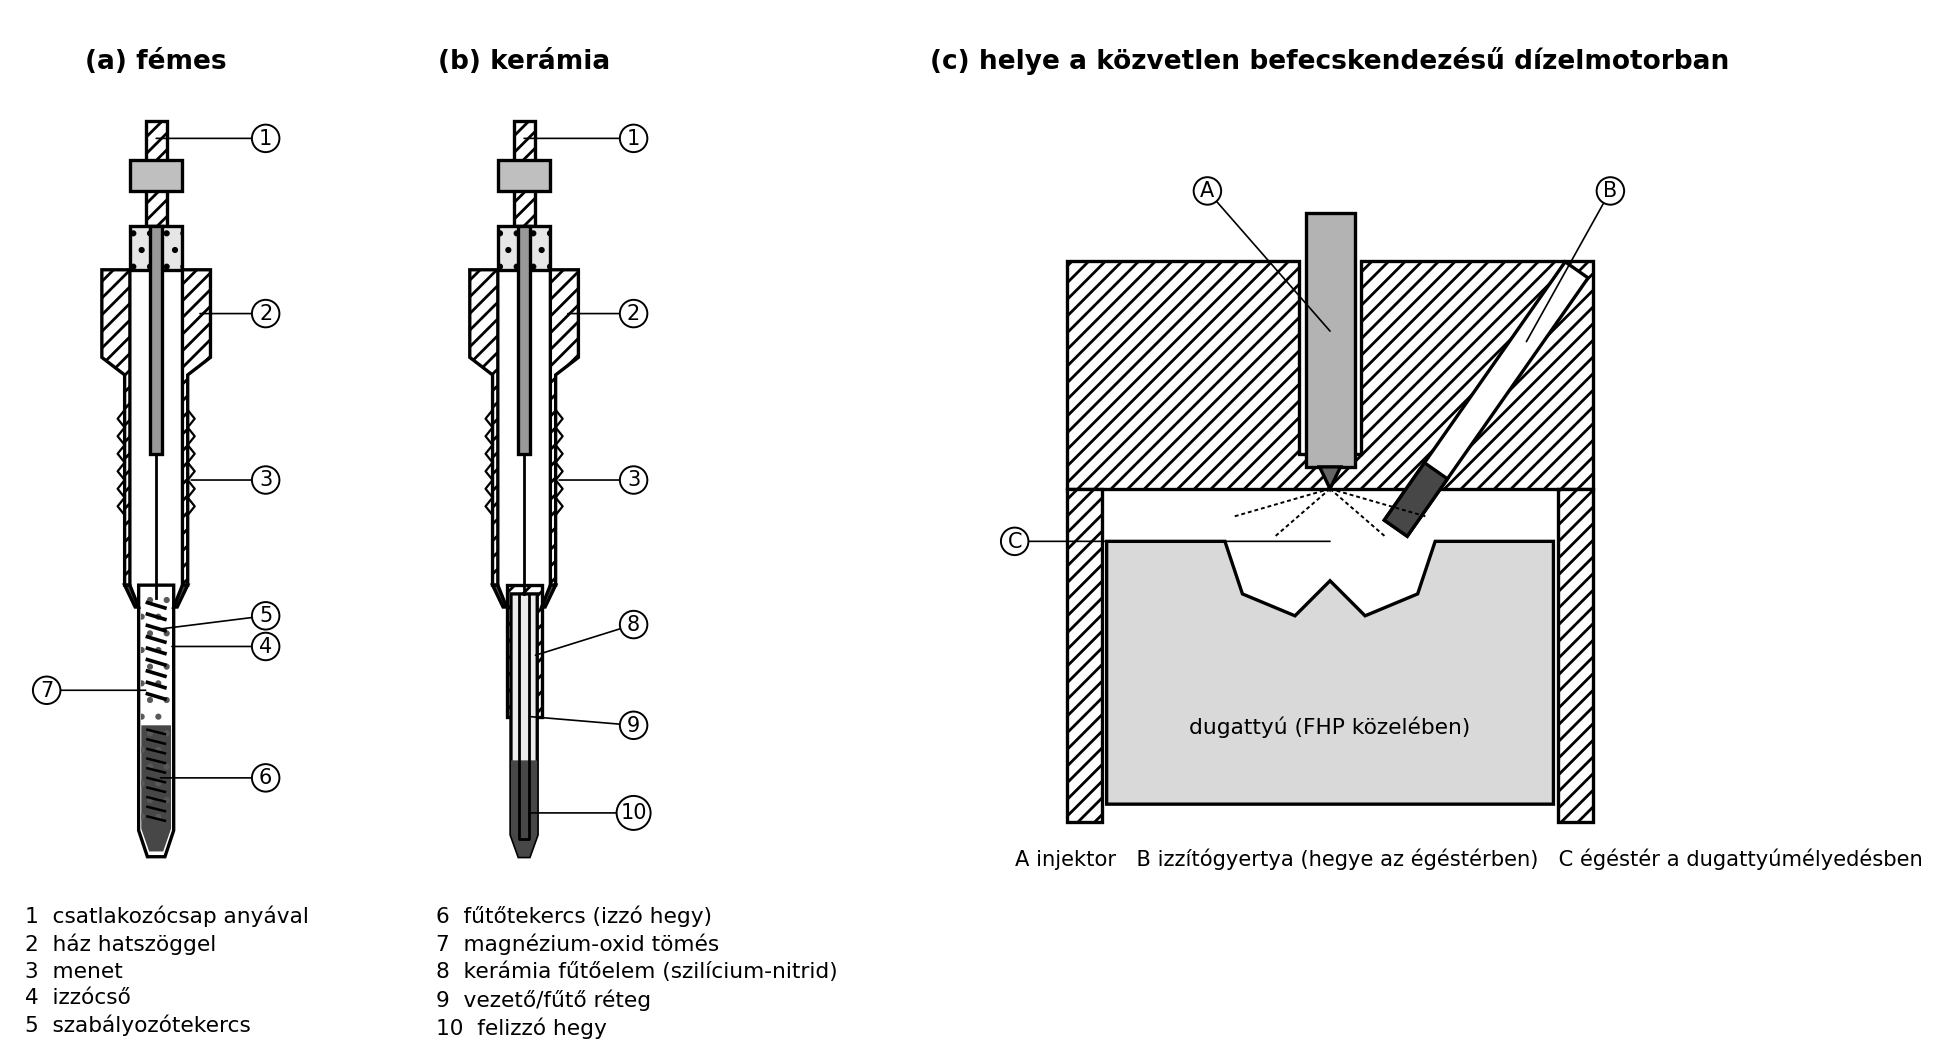 (a) fémes
(b) kerámia
(c) helye a közvetlen befecskendezésű dízelmotorban
1
2
3
5
4
7
6
1
2
3
8
9
10
A
B
C
dugattyú (FHP közelében)
A injektor B izzítógyertya (hegye az égéstérben) C égéstér a dugattyúmélyedésben
1 csatlakozócsap anyával
2 ház hatszöggel
3 menet
4 izzócső
5 szabályozótekercs
6 fűtőtekercs (izzó hegy)
7 magnézium-oxid tömés
8 kerámia fűtőelem (szilícium-nitrid)
9 vezető/fűtő réteg
10 felizzó hegy